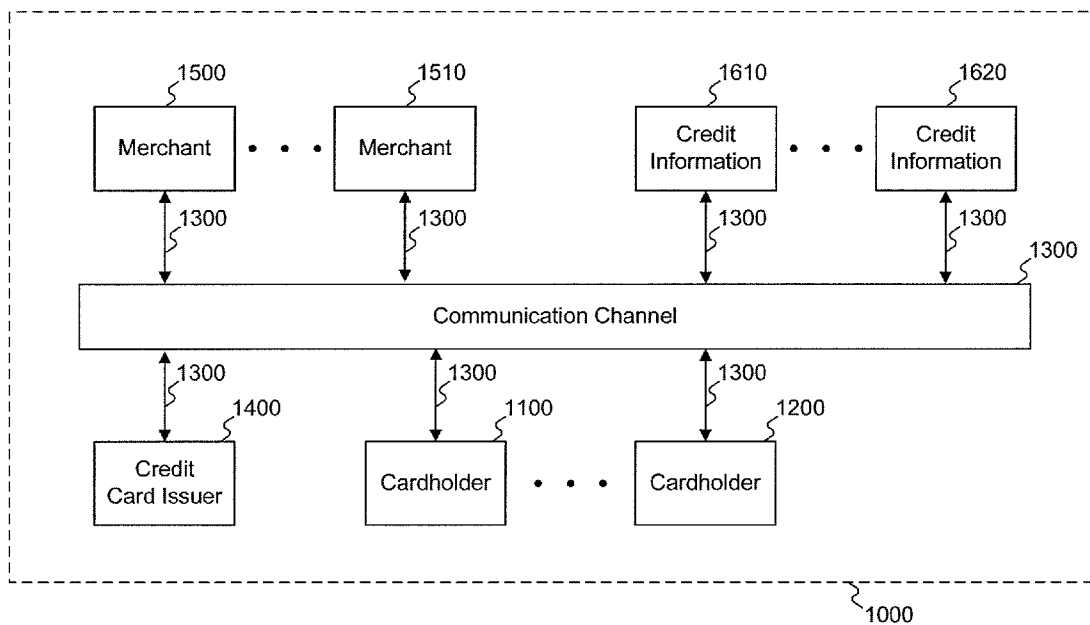 1500
1510
1610
1620
Merchant
Merchant
Credit
Information
Credit
Information
1300
1300
1300
1300
1300
Communication Channel
1300
1300
1300
1400
1100
1200
Credit
Card Issuer
Cardholder
Cardholder
1000